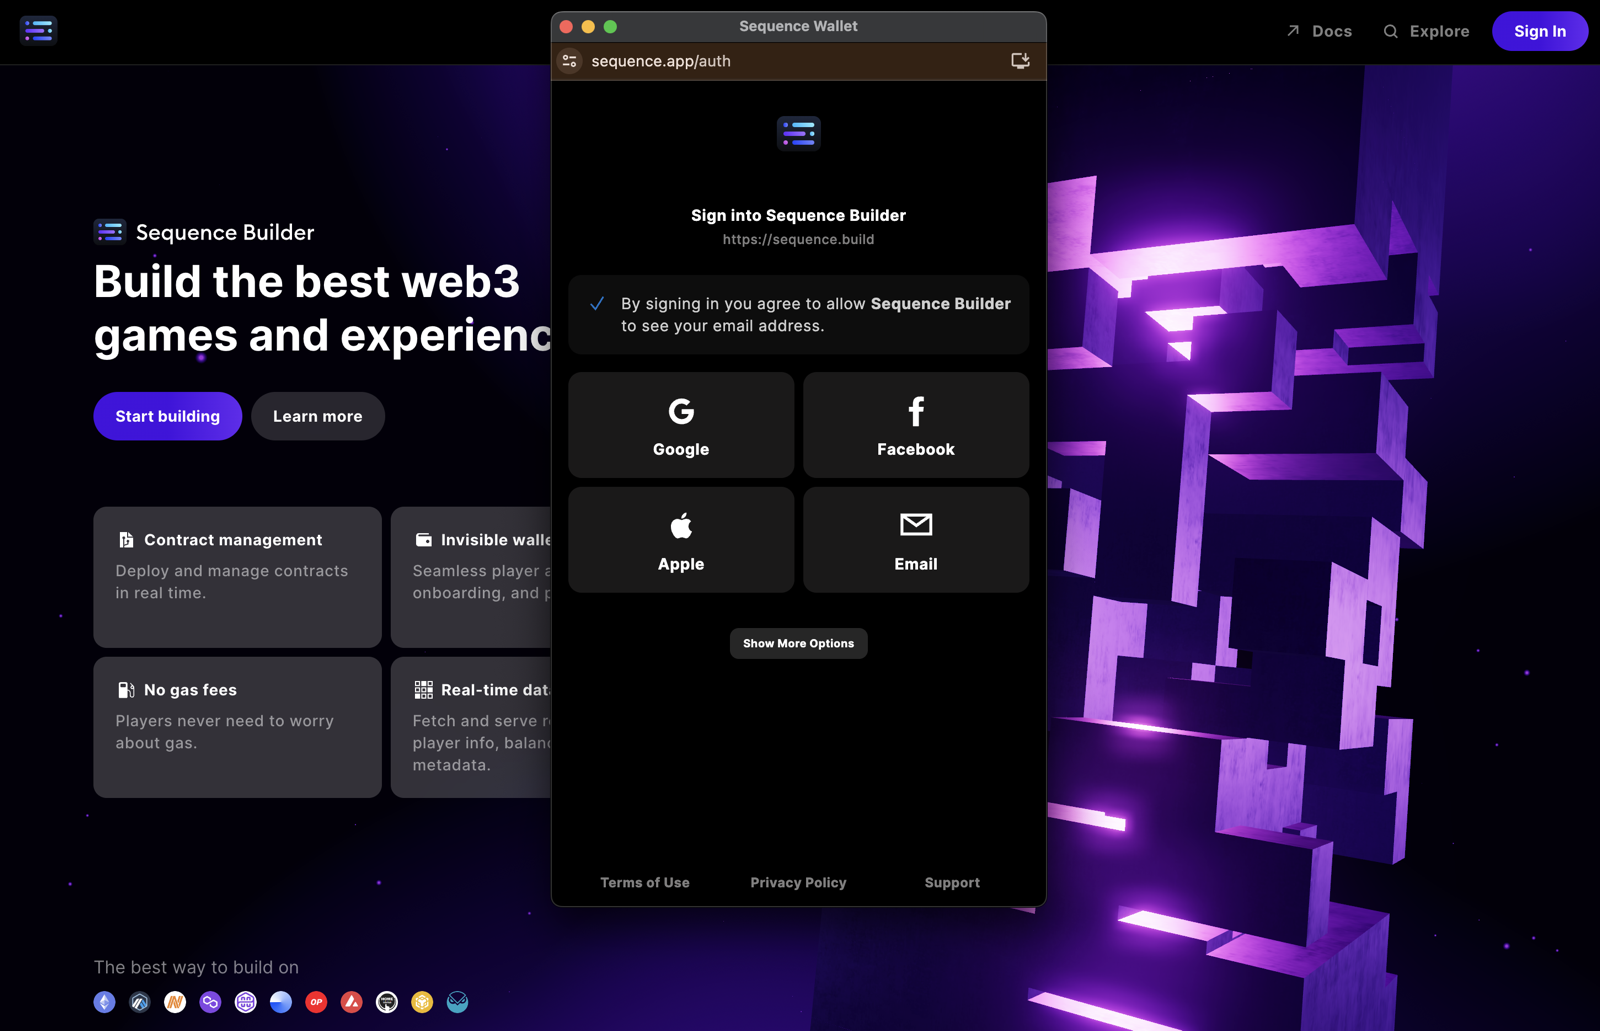 Docs
Explore
Sign In
Sequence Builder
Build the best web3
games and experienc
Start building
Learn more
Contract management
Deploy and manage contracts
in real time.
Invisible walle
Seamless player a
onboarding, and p
No gas fees
Players never need to worry
about gas.
Real-time dat
Fetch and serve r
player info, balanc
metadata.
The best way to build on
OP
Sequence Wallet
sequence.app/auth
Sign into Sequence Builder
https://sequence.build
By signing in you agree to allow Sequence Builder
to see your email address.
Google
Facebook
Apple
Email
Show More Options
Terms of Use
Privacy Policy
Support